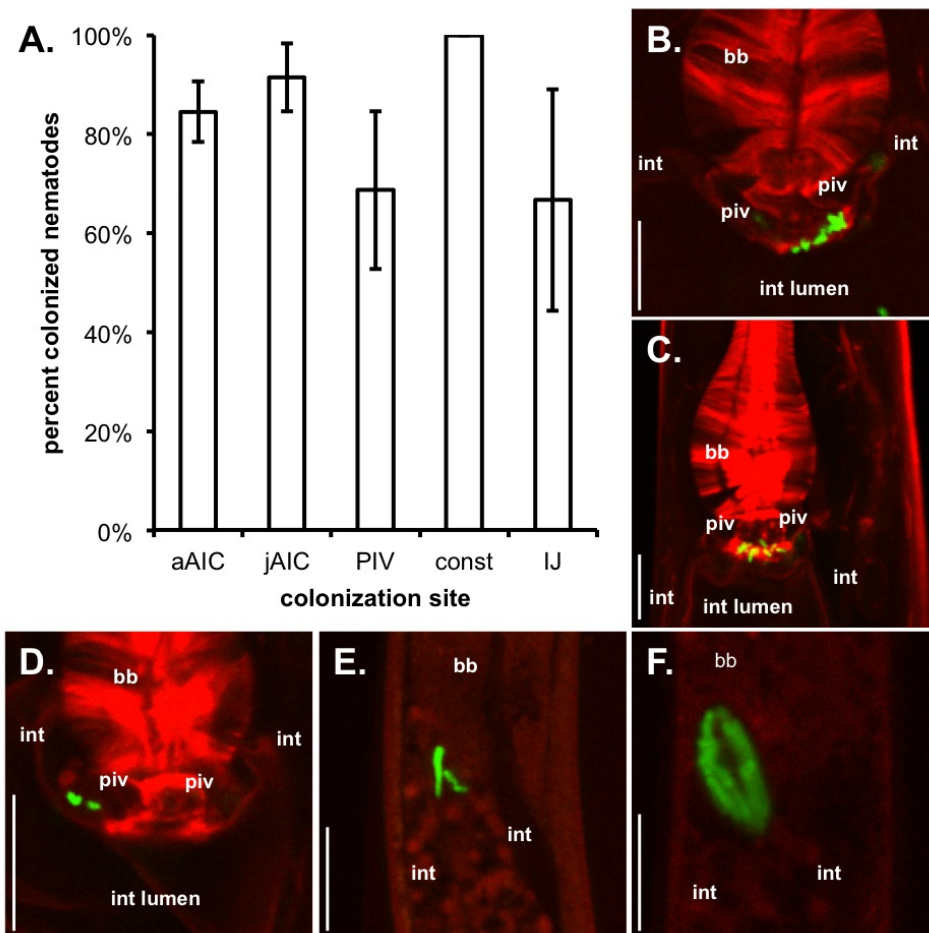 A.
percent colonized nematodes
100%
80%
60%
40%
20%
0%
aAIC jAIC PIV const IJ
colonization site
B.
bb
int
int
piv
piv
int lumen
C.
bb
piv piv
int
int
int lumen
D.
bb
int
int
piv piv
int lumen
E.
bb
int
int
F.
bb
int
int